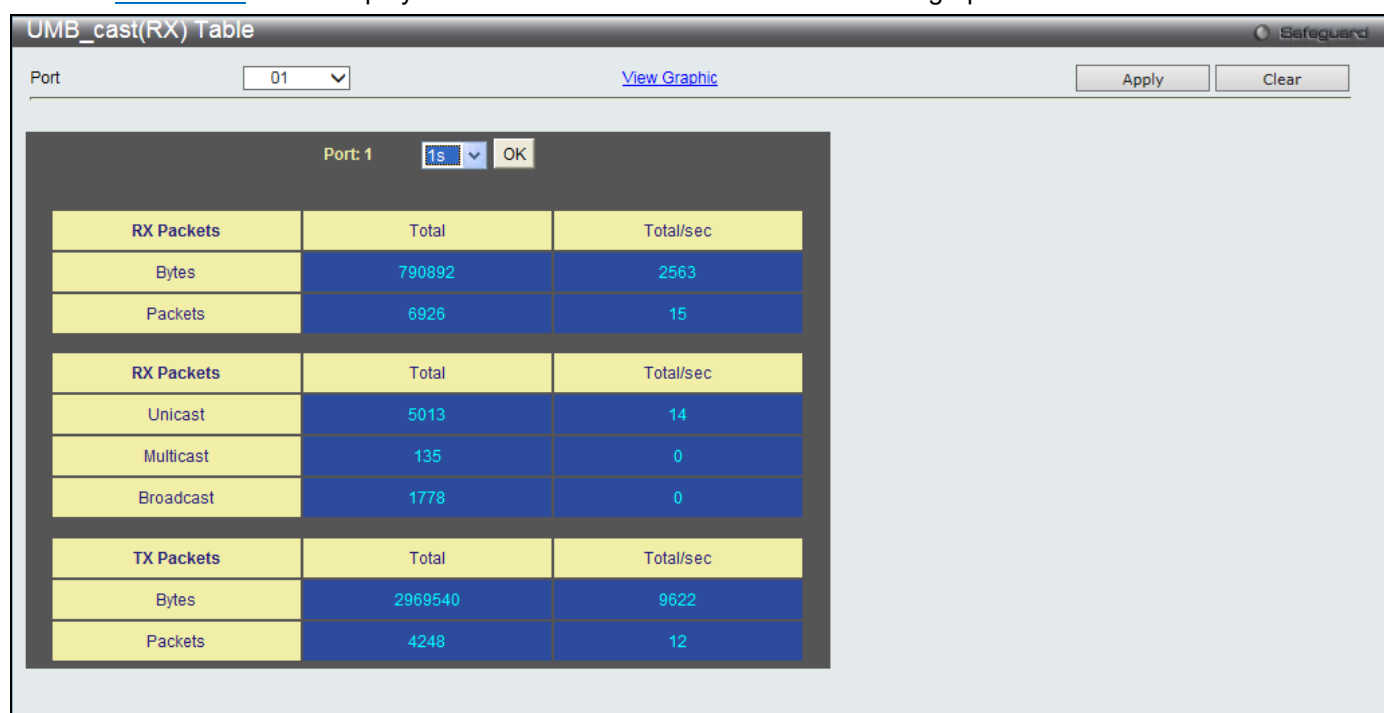 UMB_cast(RX) Table
Safeguard
Port 01 View Graphic Apply Clear
Port: 1 1s OK
RX Packets Total Total/sec
Bytes 790892 2563
Packets 6926 15
RX Packets Total Total/sec
Unicast 5013 14
Multicast 135 0
Broadcast 1778 0
TX Packets Total Total/sec
Bytes 2969540 9622
Packets 4248 12